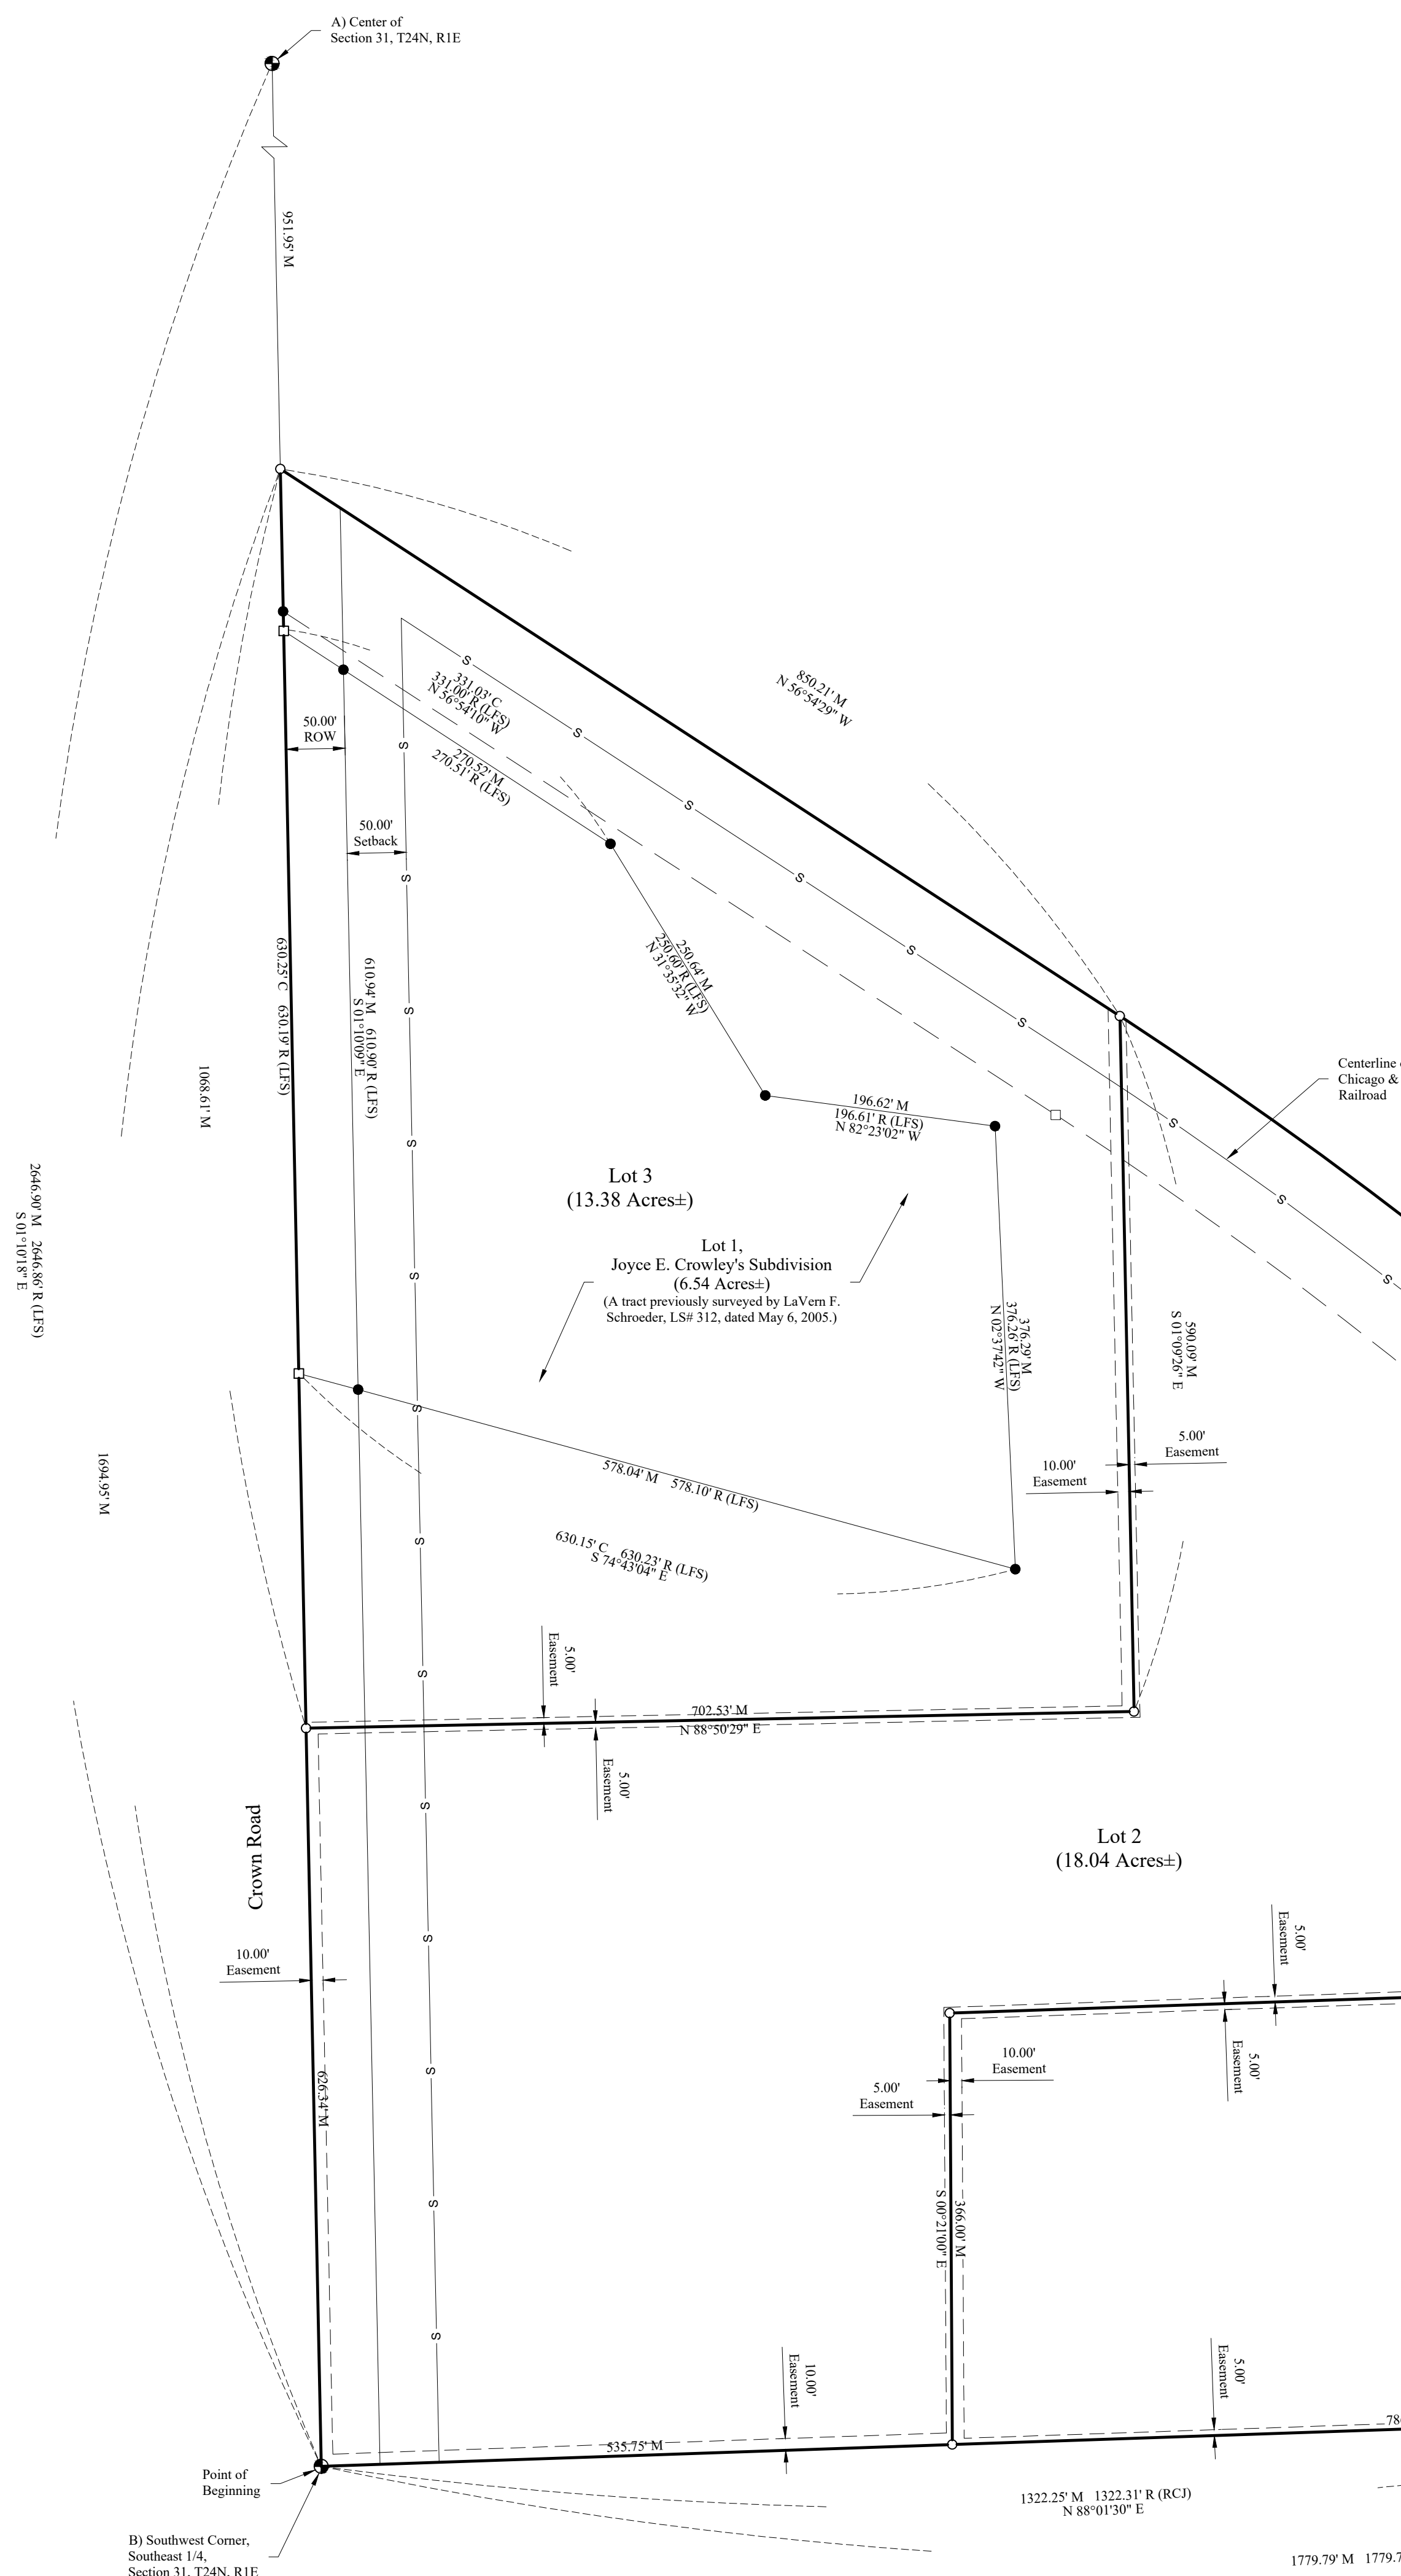 A) Center of
Section 31, T24N, R1E
951.95' M
850.21' M
N 56°54'29" W
331.03' C
331.00' R (LFS)
N 56°54'10" W
270.52' M
270.51' R (LFS)
50.00'
ROW
50.00'
Setback
S
S
S
S
S
S
S
S
S
250.64' M
250.60' R (LFS)
N 31°35'32" W
630.25' C 630.19' R (LFS)
610.94' M 610.90' R (LFS)
S 01°10'09" E
1068.61' M
2646.90' M 2646.86' R (LFS)
S 01°10'18" E
1694.95' M
196.62' M
196.61' R (LFS)
N 82°23'02" W
Centerline
Chicago &
Railroad
Lot 3
(13.38 Acres±)
Lot 1,
Joyce E. Crowley's Subdivision
(6.54 Acres±)
(A tract previously surveyed by LaVern F.
Schroeder, LS# 312, dated May 6, 2005.)
376.29' M
376.26' R (LFS)
N 02°37'42" W
590.09' M
S 01°09'26" E
5.00'
Easement
10.00'
Easement
578.04' M 578.10' R (LFS)
630.15' C 630.23' R (LFS)
S 74°43'04" E
S
S
S
S
S
S
S
S
S
S
S
S
S
5.00'
Easement
702.53' M
N 88°50'29" E
5.00'
Easement
Crown Road
Lot 2
(18.04 Acres±)
10.00'
Easement
626.34' M
5.00'
Easement
5.00'
Easement
10.00'
Easement
5.00'
Easement
366.00' M
S 00°21'00" E
10.00'
Easement
5.00'
Easement
535.75' M
78
Point of
Beginning
1322.25' M 1322.31' R (RCJ)
N 88°01'30" E
B) Southwest Corner,
Southeast 1/4,
Section 31, T24N, R1E
1779.79' M 1779.7